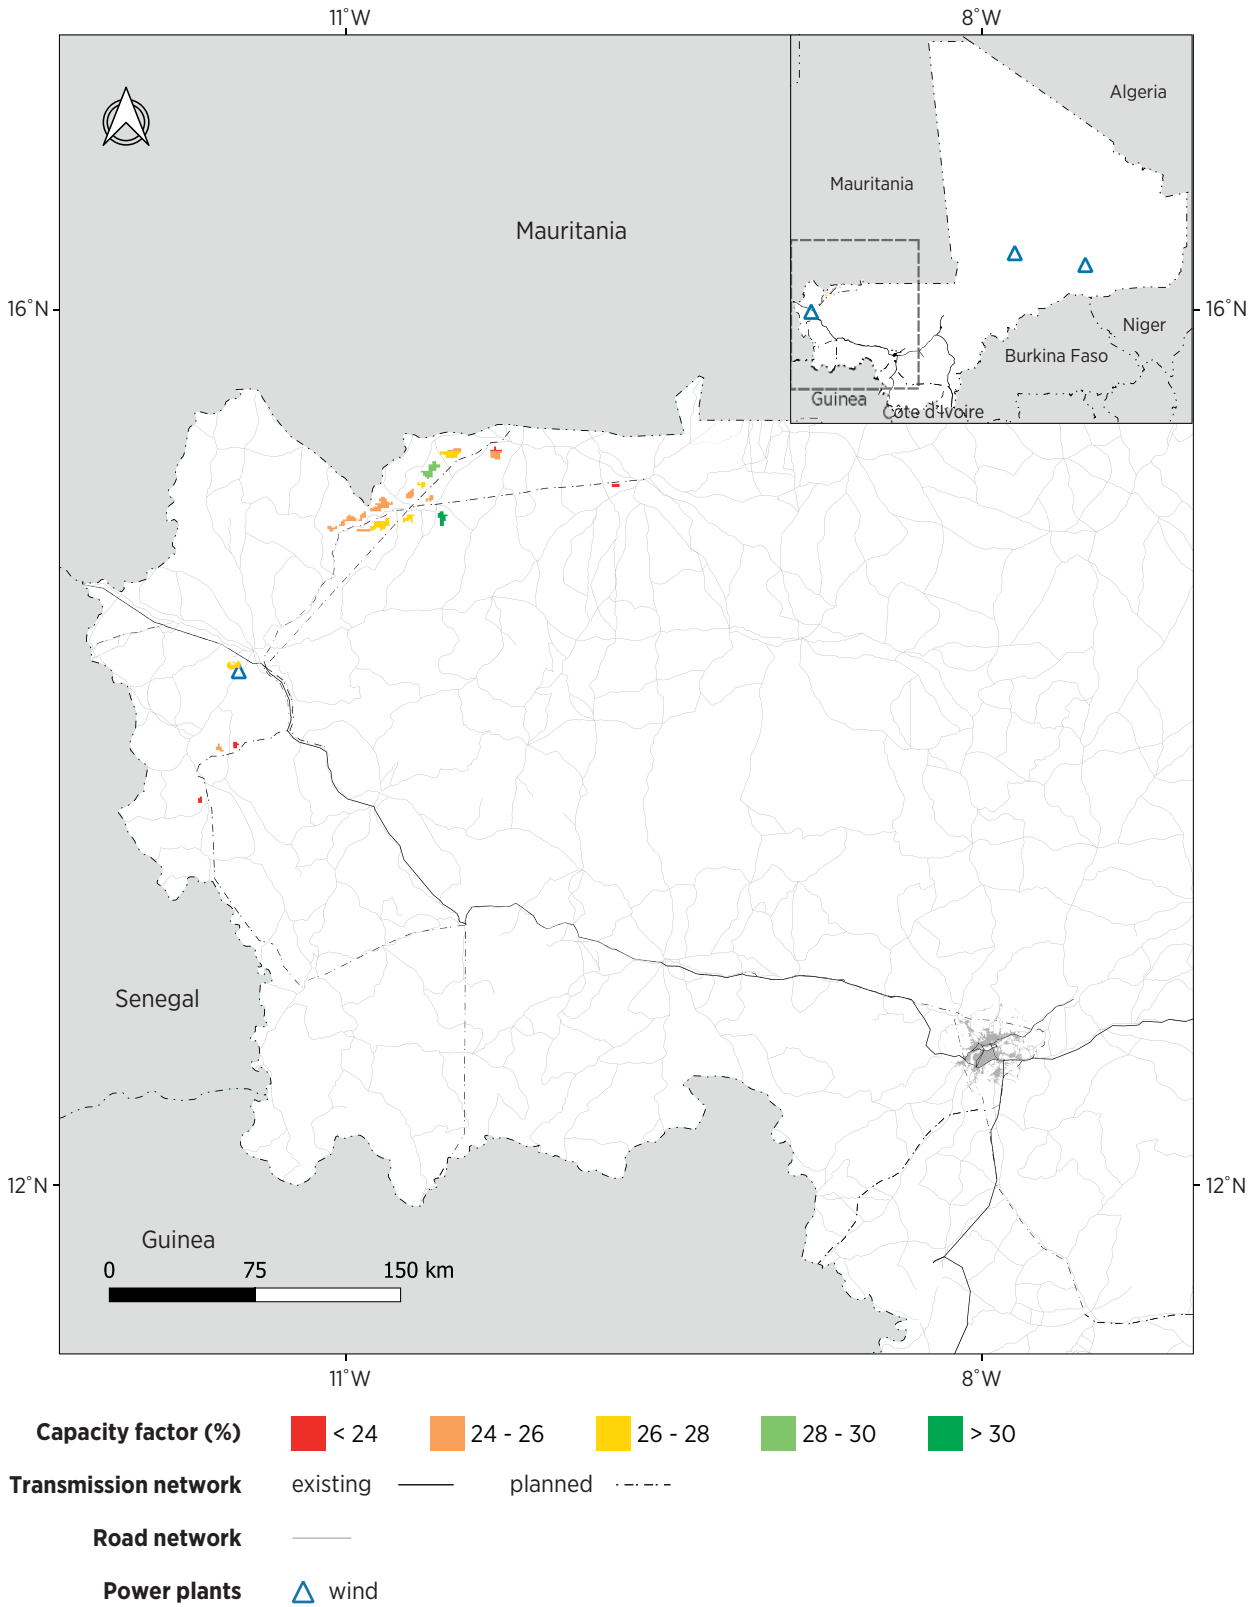 11°W 8°W
Algeria
Mauritania
Mauritania
16°N 16°N
Niger
Burkina Faso
Guinea
Côte d'Ivoire
Senegal
12°N 12°N
Guinea
0 75 150 km
11°W 8°W
Capacity factor (%) < 24 24 - 26 26 - 28 28 - 30 > 30
Transmission network existing planned
Road network
Power plants wind